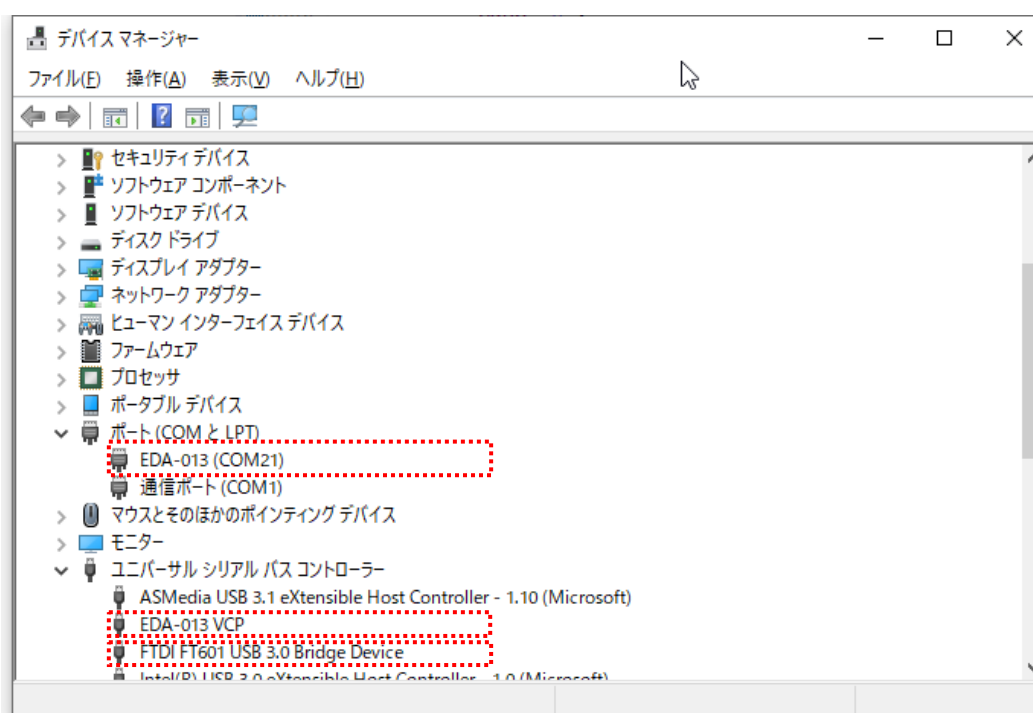 デバイス マネージャー
ファイル(F) 操作(A) 表示(V) ヘルプ(H)
セキュリティ デバイス
ソフトウェア コンポーネント
ソフトウェア デバイス
ディスク ドライブ
ディスプレイ アダプター
ネットワーク アダプター
ヒューマン インターフェイス デバイス
ファームウェア
プロセッサ
ポータブル デバイス
ポート (COM と LPT)
EDA-013 (COM21)
通信ポート (COM1)
マウスとそのほかのポインティング デバイス
モニター
ユニバーサル シリアル バス コントローラー
ASMedia USB 3.1 eXtensible Host Controller - 1.10 (Microsoft)
EDA-013 VCP
FTDI FT601 USB 3.0 Bridge Device
Intel(R) USB 3.0 eXtensible Host Controller - 1.0 (Microsoft)